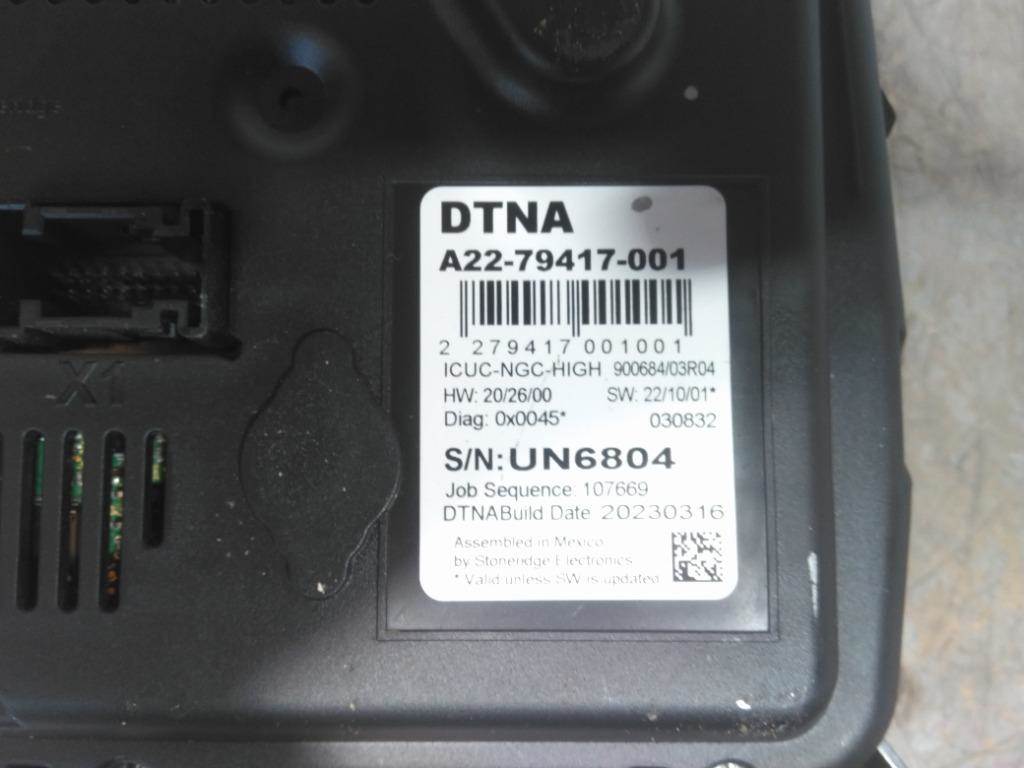 DTNA
A22-79417-001
2 279417 001001
ICUC-NGC-HIGH 900684/03R04
HW: 20/26/00 SW: 22/10/01*
Diag: 0x0045* 030832
S/N: UN6804
Job Sequence: 107669
DTNABuild Date 20230316
Assembled in Mexico
by Stoneridge Electronics
* Valid unless SW is updated
X1